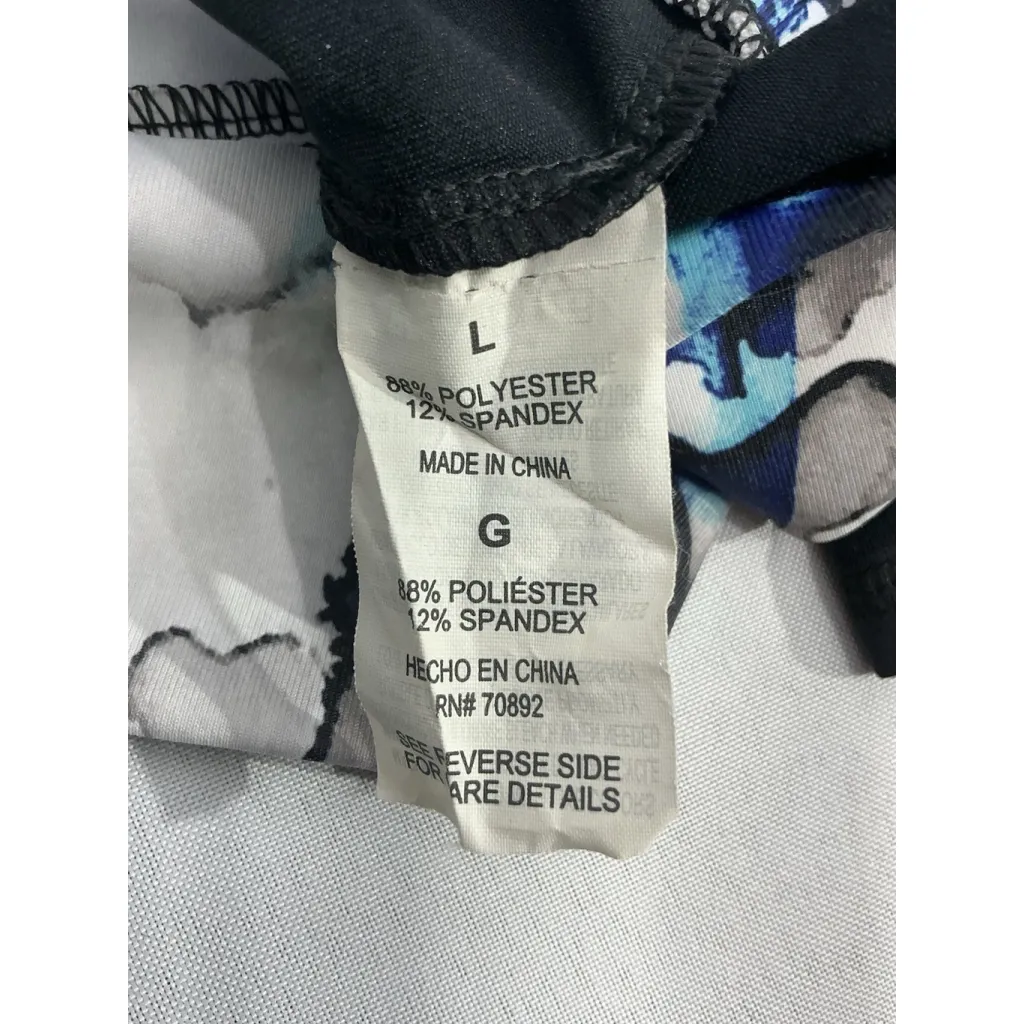 L
88% POLYESTER
12% SPANDEX
MADE IN CHINA
G
88% POLIÉSTER
12% SPANDEX
HECHO EN CHINA
RN# 70892
SEE REVERSE SIDE
FOR CARE DETAILS